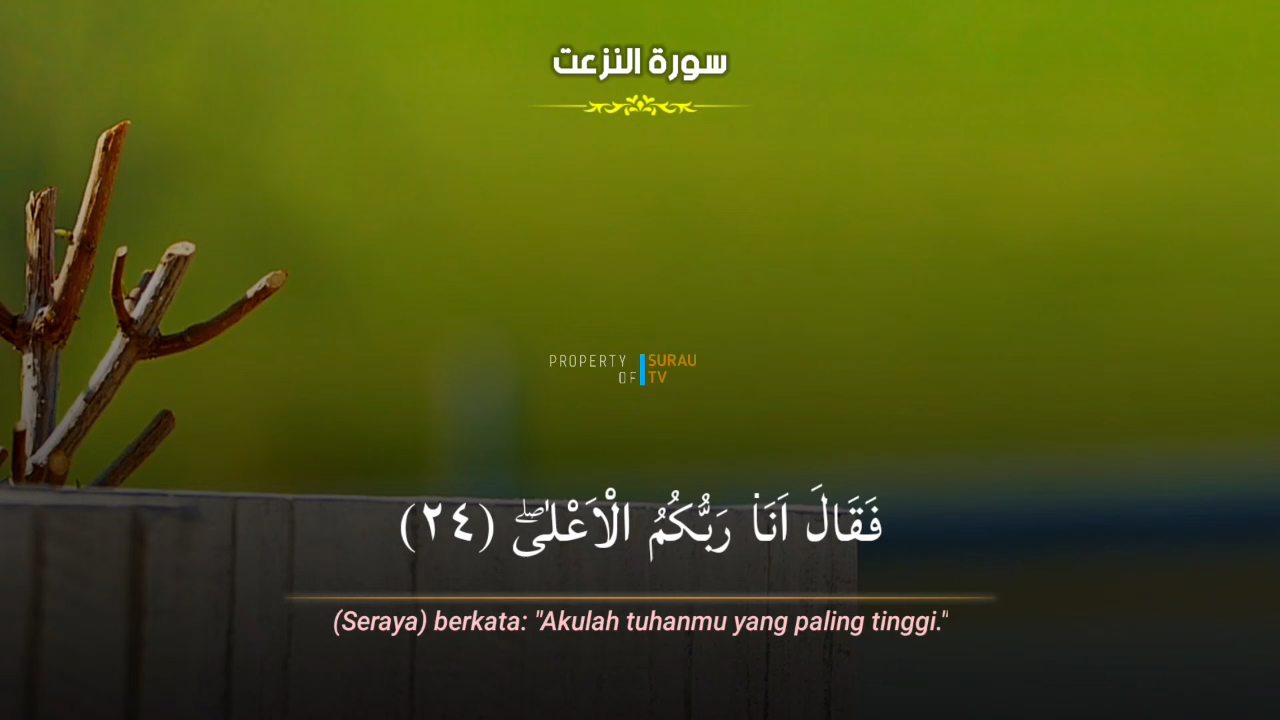 سورة النزعت
PROPERTY OF SURAU TV
فَقَالَ اَنَا۠ رَبُّكُمُ الْاَعْلٰىۖ (٢٤)
(Seraya) berkata: "Akulah tuhanmu yang paling tinggi."